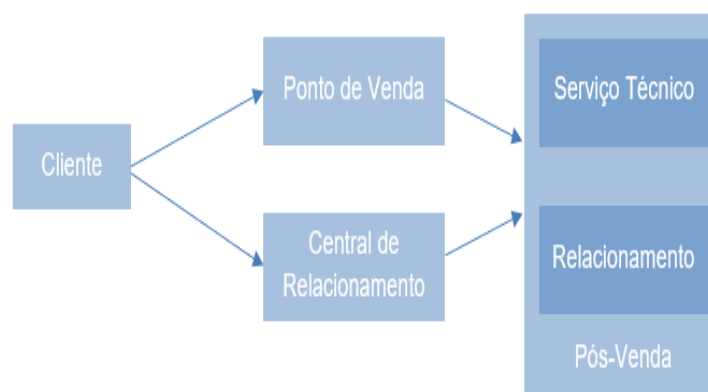 Cliente
Ponto de Venda
Central de
Relacionamento
Serviço Técnico
Relacionamento
Pós-Venda